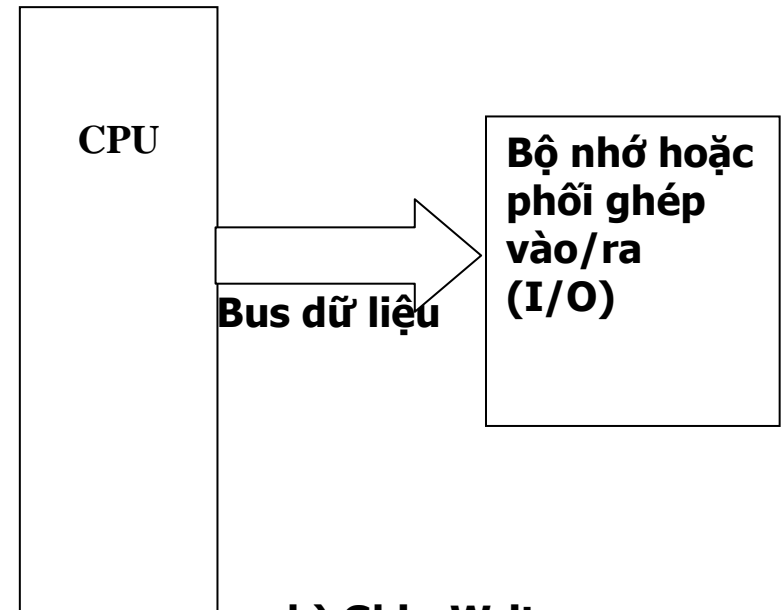 CPU
Bộ nhớ hoặc
phối ghép
vào/ra
(I/O)
Bus dữ liệu